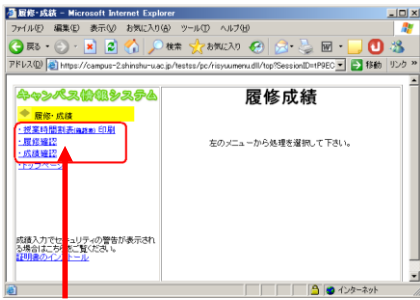 履修・成績 - Microsoft Internet Explorer
ファイル(F) 編集(E) 表示(V) お気に入り(A) ツール(T) ヘルプ(H)
戻る 検索 お気に入り
アドレス(D) https://campus-2.shinshu-u.ac.jp/testss/pc/risyuumenu.dll/top?SessionID=tP9EC 移動 リンク »
キャンパス情報システム
履修成績
履修・成績
・授業時間割表(確認表) 印刷
・履修確認
・成績確認
・トップページ
左のメニューから処理を選択して下さい。
成績入力でセキュリティの警告が表示され
る場合はこちらをご覧ください。
証明書のインストール
インターネット